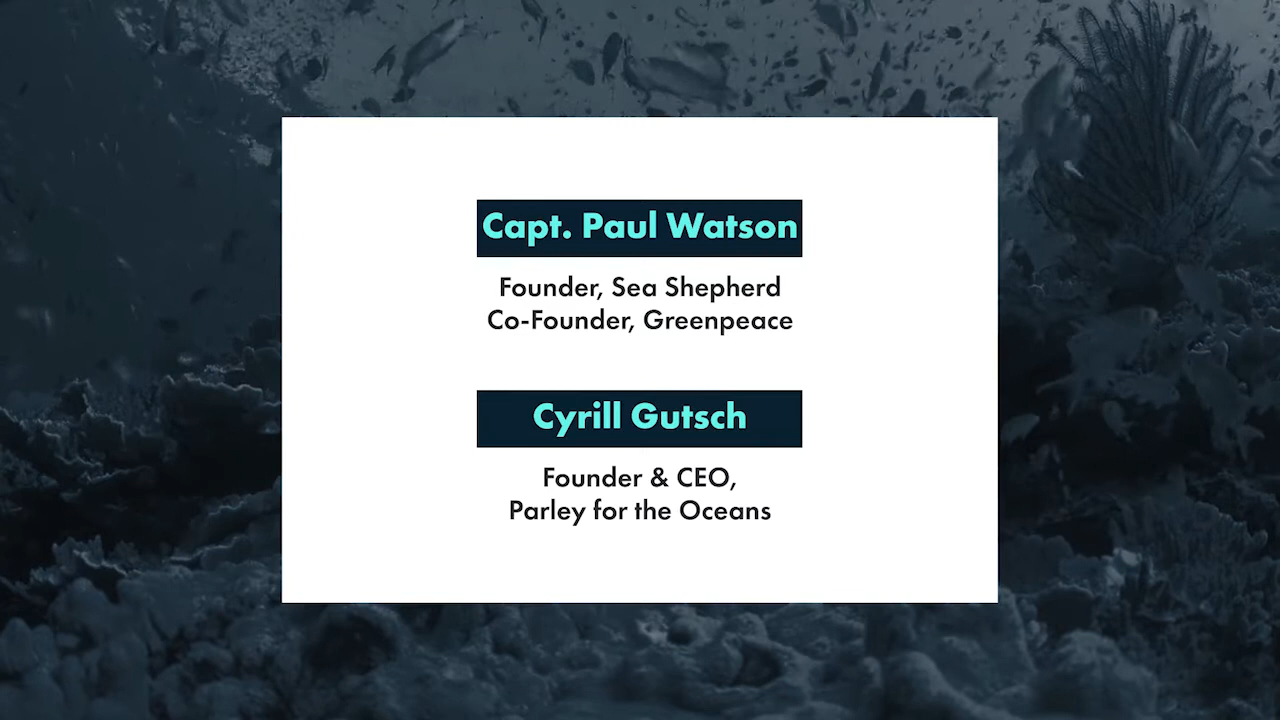 Capt. Paul Watson
Founder, Sea Shepherd
Co-Founder, Greenpeace
Cyrill Gutsch
Founder & CEO,
Parley for the Oceans